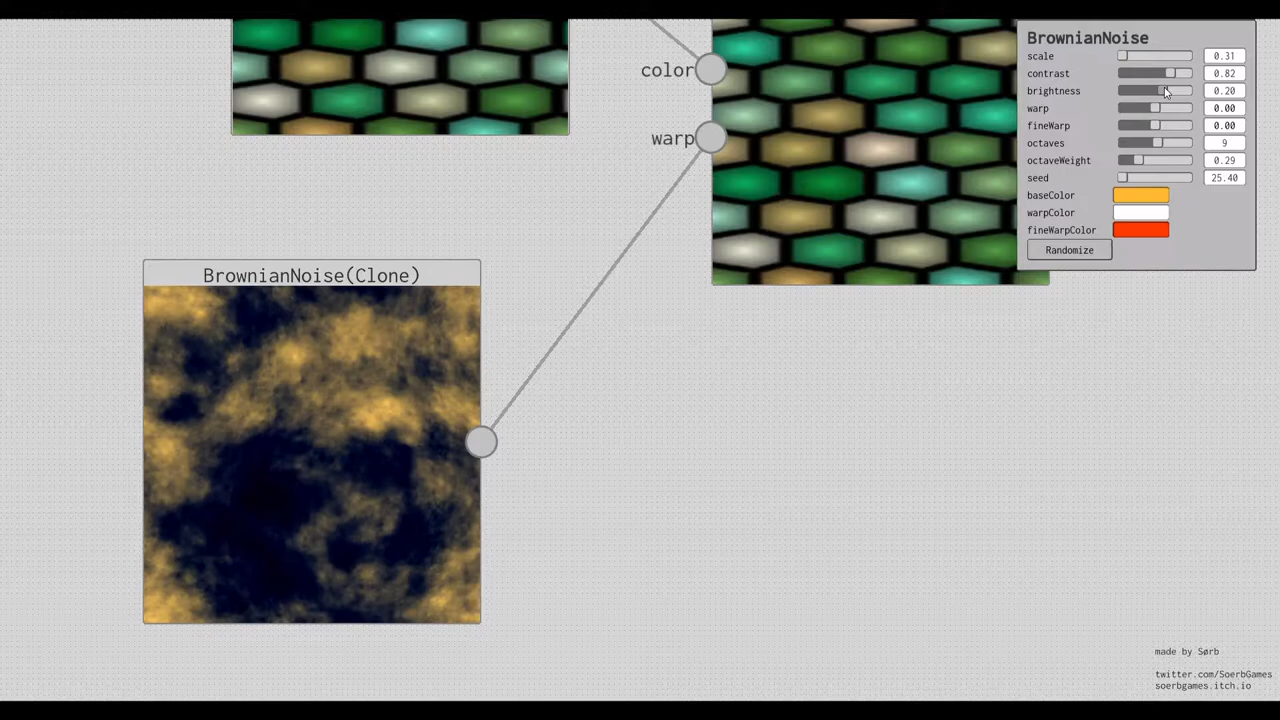 color
warp
BrownianNoise(Clone)
BrownianNoise
scale 0.31
contrast 0.82
brightness 0.20
warp 0.00
fineWarp 0.00
octaves 9
octaveWeight 0.29
seed 25.40
baseColor
warpColor
fineWarpColor
Randomize
made by Sørb
twitter.com/SoerbGames
soerbgames.itch.io